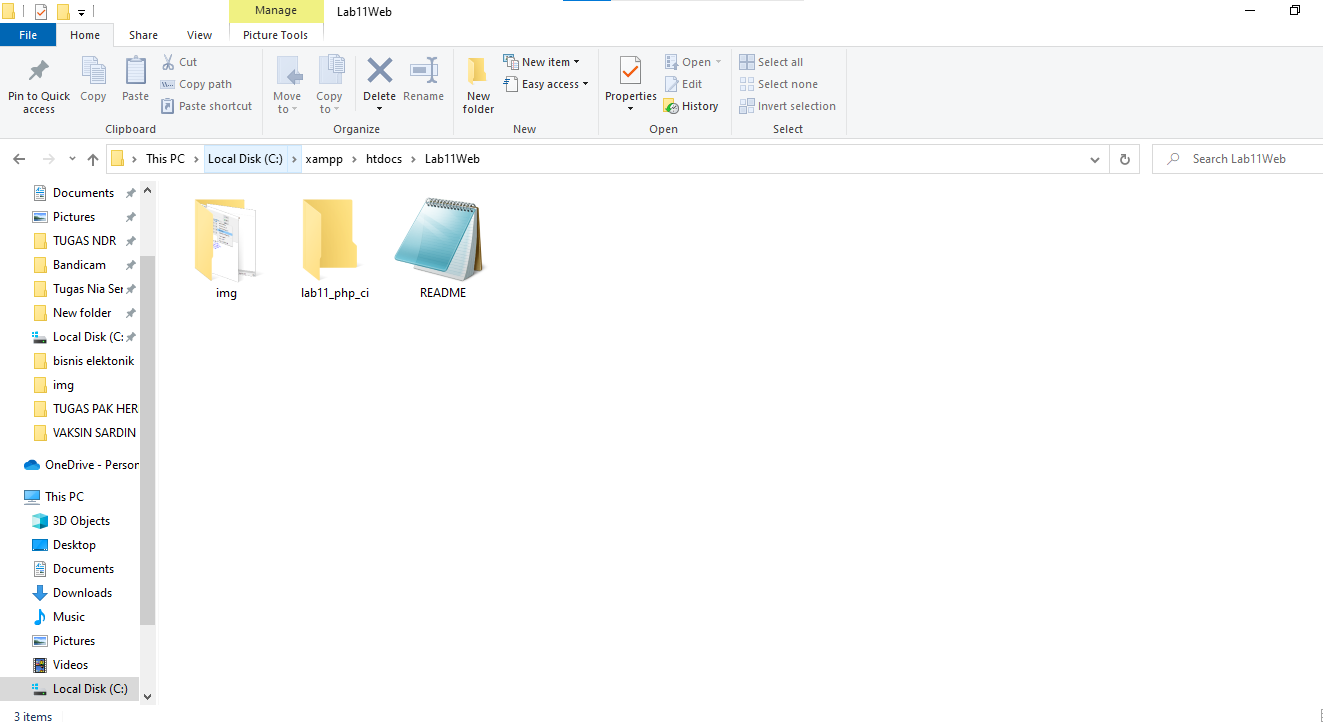 Manage
Lab11Web
File
Home
Share
View
Picture Tools
Pin to Quick access
Copy
Paste
Cut
Copy path
Paste shortcut
Clipboard
Move to
Copy to
Delete
Rename
Organize
New folder
New item
Easy access
New
Properties
Open
Edit
History
Open
Select all
Select none
Invert selection
Select
This PC
Local Disk (C:)
xampp
htdocs
Lab11Web
Search Lab11Web
Documents
Pictures
TUGAS NDR
Bandicam
Tugas Nia Ser
New folder
Local Disk (C:
bisnis elektonik
img
TUGAS PAK HER
VAKSIN SARDIN
OneDrive - Person
This PC
3D Objects
Desktop
Documents
Downloads
Music
Pictures
Videos
Local Disk (C:)
img
lab11_php_ci
README
3 items